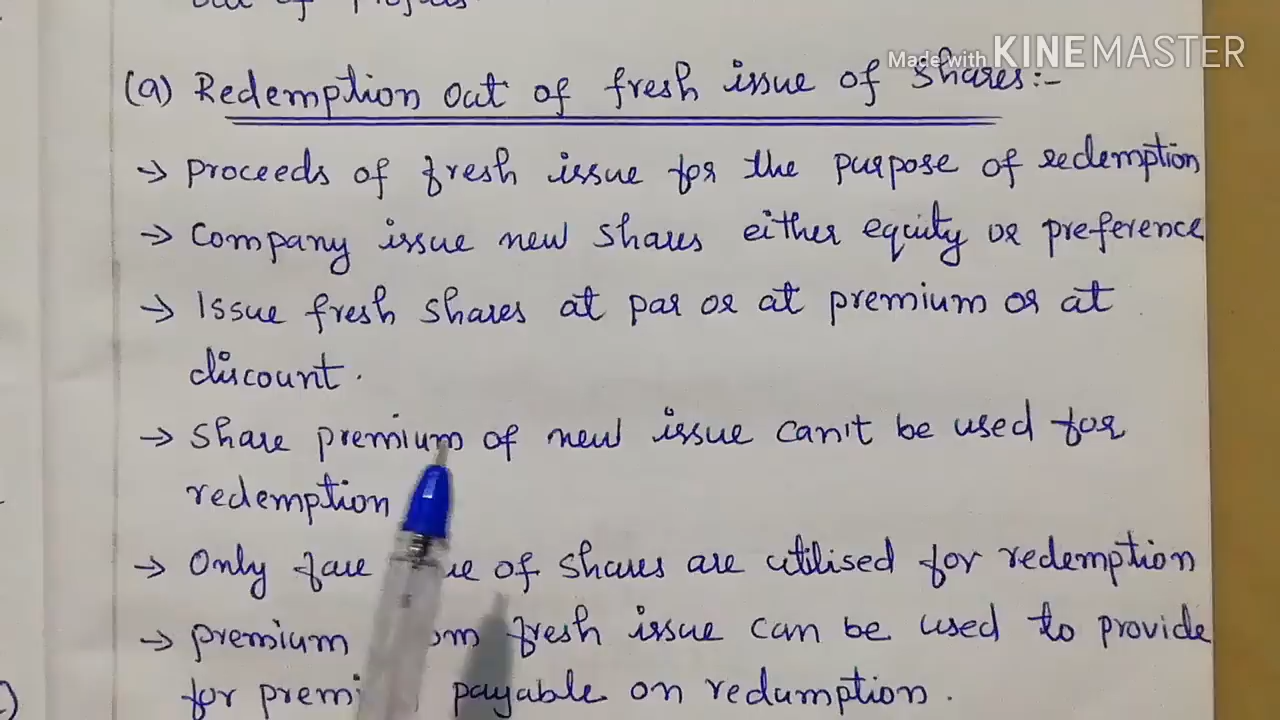 Made with KINEMASTER
(a) Redemption out of fresh issue of shares:-
→ proceeds of fresh issue for the purpose of redemption
→ Company issue new shares either equity or preference
→ Issue fresh shares at par or at premium or at
discount.
→ Share premium of new issue can't be used for
redemption
→ Only face of shares are utilised for redemption
→ premium fresh issue can be used to provide
for payable on redumption.